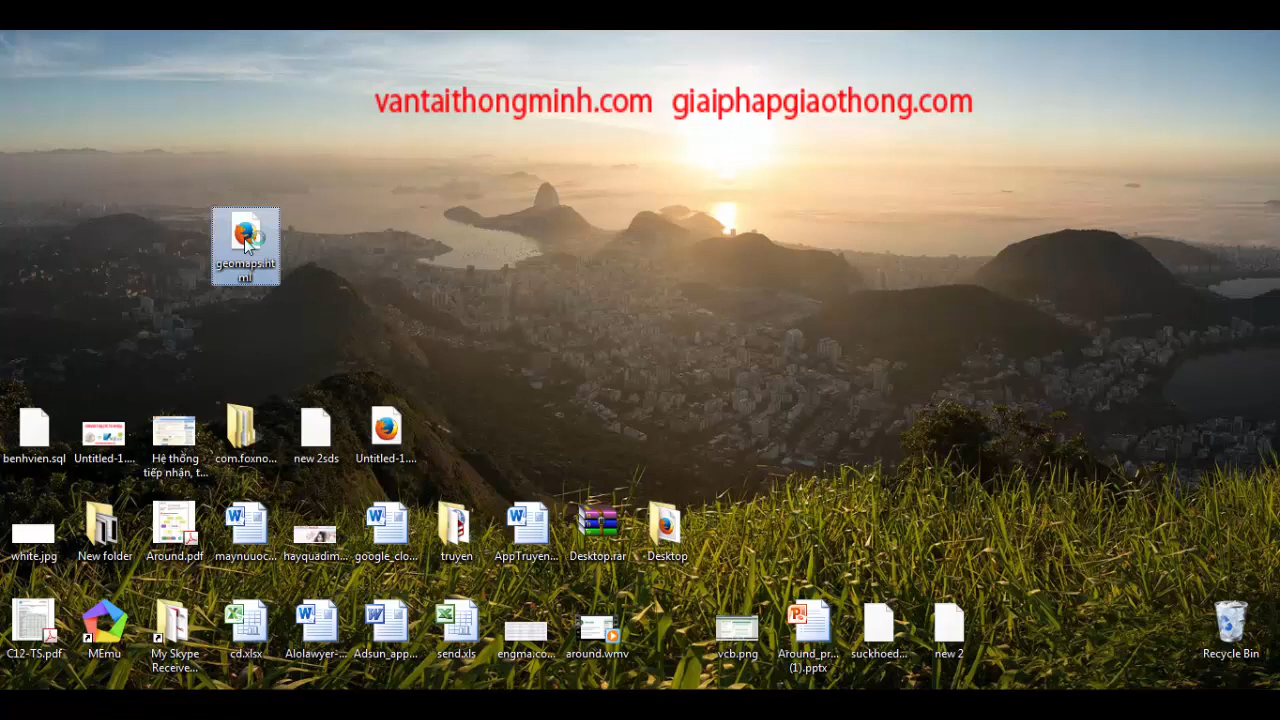 vantaithongminh.com giaiphapgiaothong.com
geomaps.ht
ml
benhvien.sql
Untitled-1....
Hệ thống
tiếp nhận, t...
com.foxno...
new 2sds
Untitled-1....
white.jpg
New folder
Around.pdf
maynuuoc...
hayquadim...
google_clo...
truyen
AppTruyen...
Desktop.rar
Desktop
C12-TS.pdf
MEmu
My Skype
Receive...
cd.xlsx
Alolawyer-...
Adsun_app...
send.xls
engma.co...
around.wmv
vcb.png
Around_pr...
(1).pptx
suckhoed...
new 2
Recycle Bin